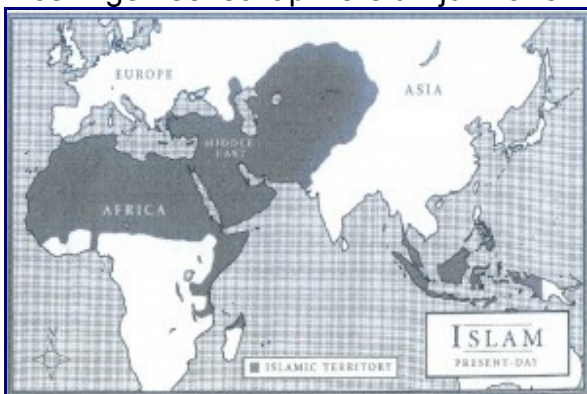 EUROPE
ASIA
MIDDLE
EAST
AFRICA
N
ISLAM
PRESENT-DAY
ISLAMIC TERRITORY